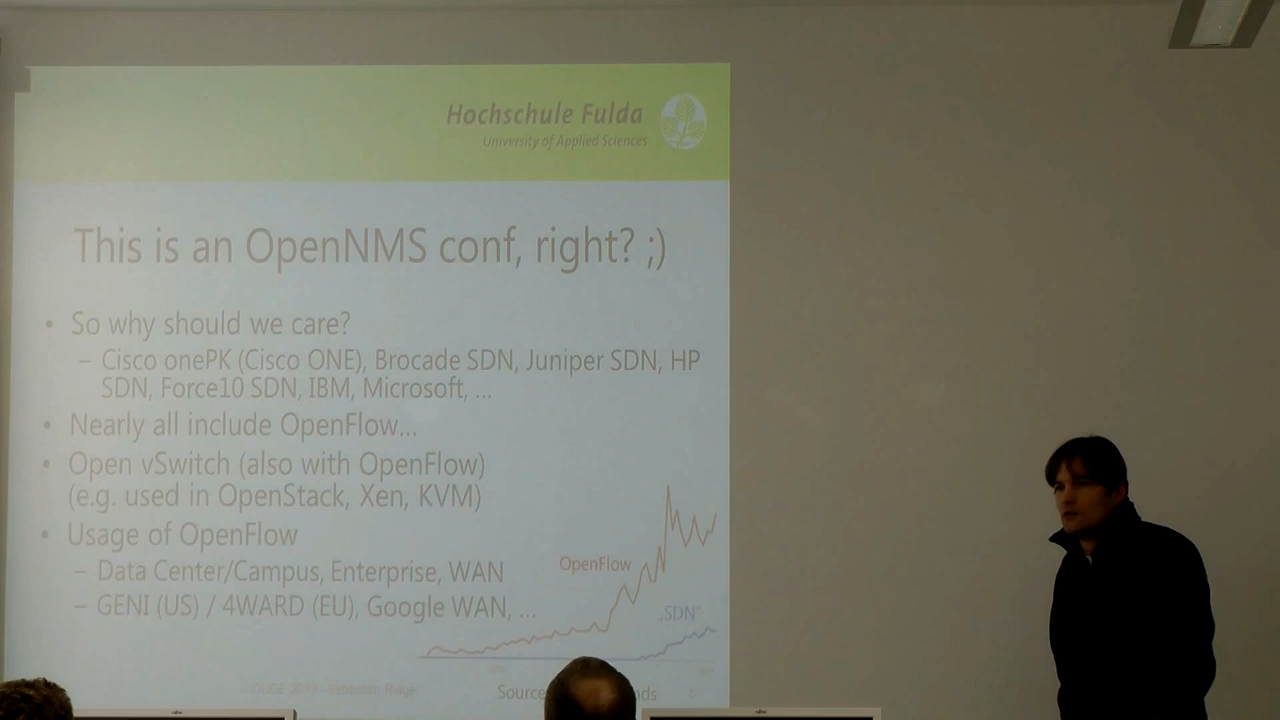 Hochschule Fulda
University of Applied Sciences
This is an OpenNMS conf, right? ;)
• So why should we care?
– Cisco onePK (Cisco ONE), Brocade SDN, Juniper SDN, HP
SDN, Force10 SDN, IBM, Microsoft, ...
• Nearly all include OpenFlow...
• Open vSwitch (also with OpenFlow)
(e.g. used in OpenStack, Xen, KVM)
• Usage of OpenFlow
– Data Center/Campus, Enterprise, WAN
– GENI (US) / 4WARD (EU), Google WAN, ...
OpenFlow
„SDN“
Sebastian
Source